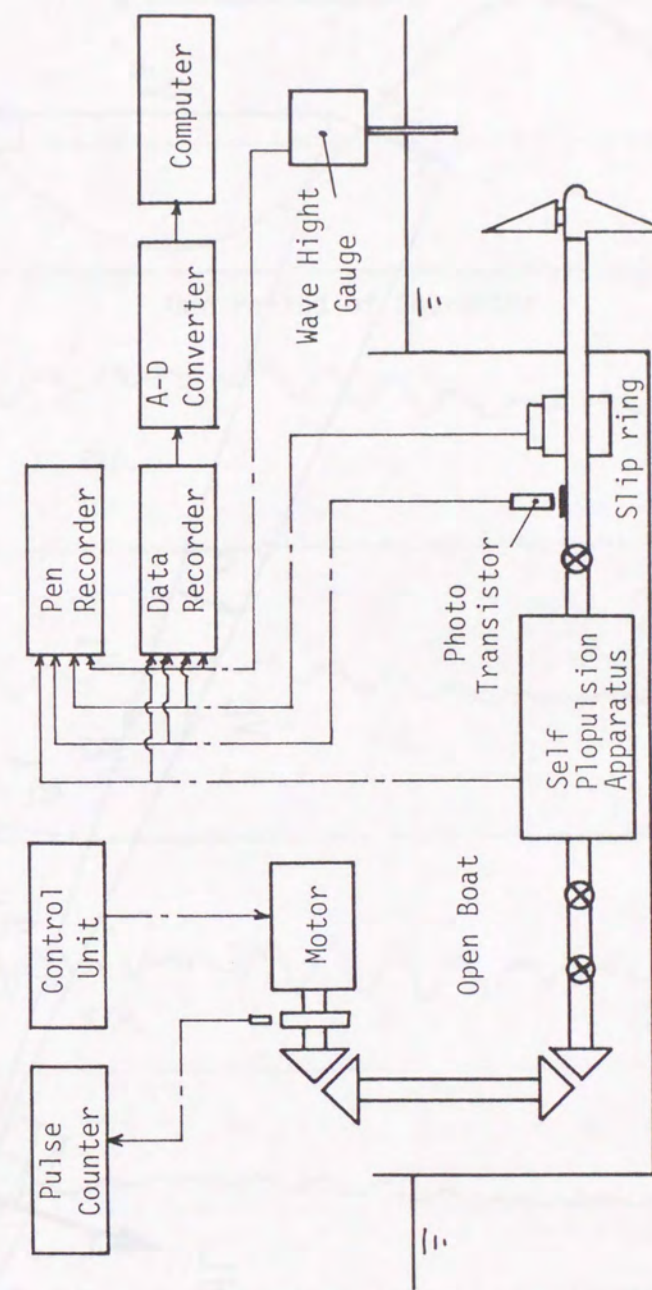 Pulse
Counter
Control
Unit
Pen
Recorder
Data
Recorder
A-D
Converter
Computer
Motor
Wave Hight
Gauge
Open Boat
Photo
Transistor
Self
Plopulsion
Apparatus
Slip ring